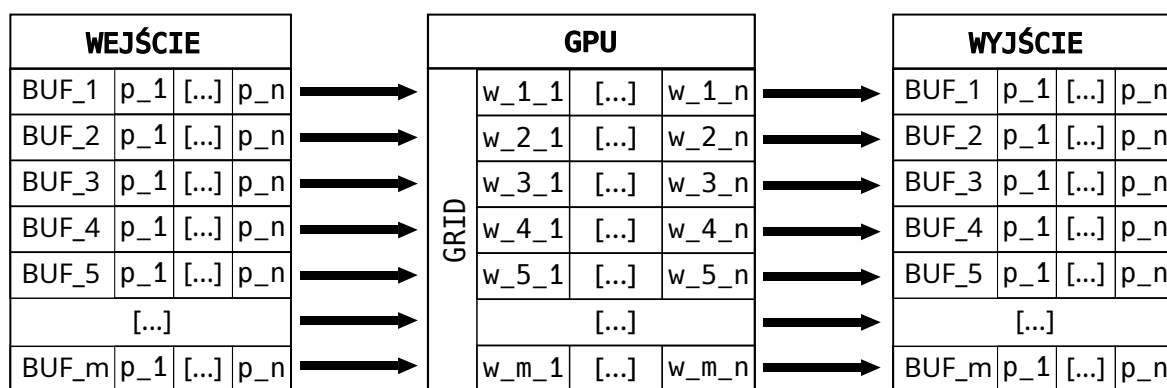 WEJŚCIE GPU WYJŚCIE
BUF_1 p_1 [...] p_n w_1_1 [...] w_1_n BUF_1 p_1 [...] p_n
BUF_2 p_1 [...] p_n w_2_1 [...] w_2_n BUF_2 p_1 [...] p_n
BUF_3 p_1 [...] p_n w_3_1 [...] w_3_n BUF_3 p_1 [...] p_n
GRID
BUF_4 p_1 [...] p_n w_4_1 [...] w_4_n BUF_4 p_1 [...] p_n
BUF_5 p_1 [...] p_n w_5_1 [...] w_5_n BUF_5 p_1 [...] p_n
[...] [...] [...]
BUF_m p_1 [...] p_n w_m_1 [...] w_m_n BUF_m p_1 [...] p_n